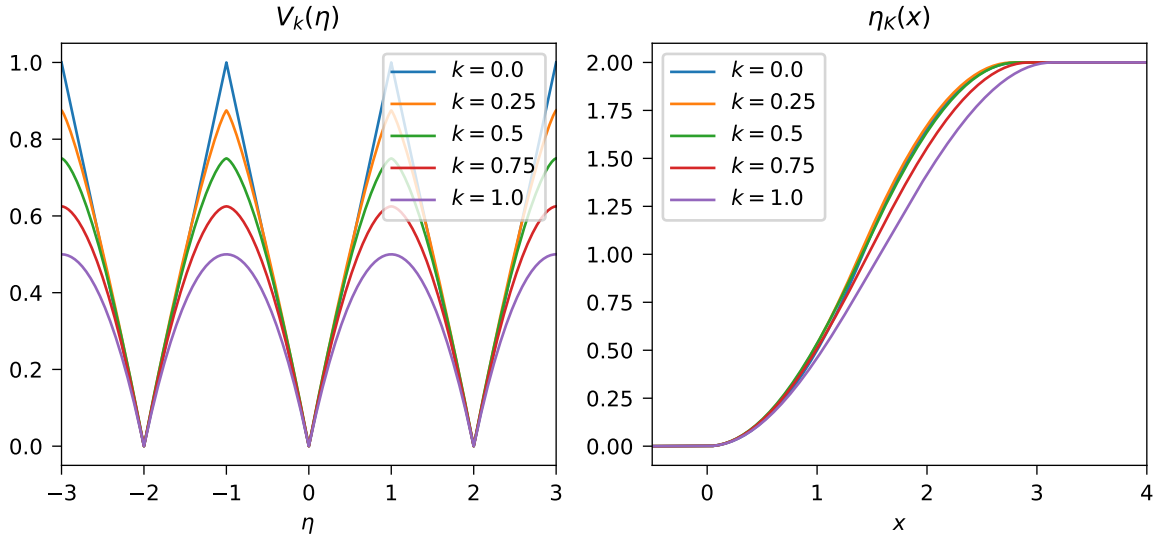 V_k(η)
1.0
0.8
0.6
0.4
0.2
0.0
k = 0.0
k = 0.25
k = 0.5
k = 0.75
k = 1.0
−3
−2
−1
0
1
2
3
η
η_K(x)
2.00
1.75
1.50
1.25
1.00
0.75
0.50
0.25
0.00
k = 0.0
k = 0.25
k = 0.5
k = 0.75
k = 1.0
0
1
2
3
4
x